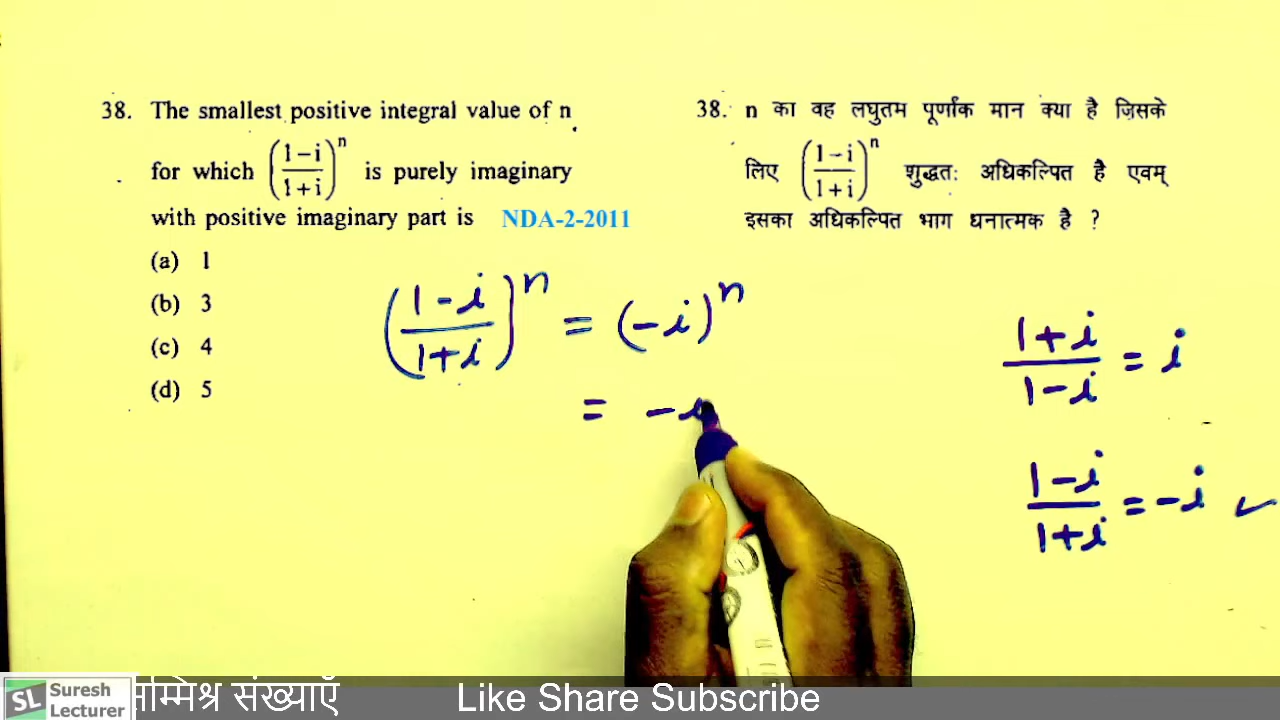 38. The smallest positive integral value of n
for which (1-i/1+i)^n is purely imaginary
with positive imaginary part is NDA-2-2011
(a) 1
(b) 3
(c) 4
(d) 5
38. n का वह लघुतम पूर्णांक मान क्या है जिसके
लिए (1-i/1+i)^n शुद्धत: अधिकल्पित है एवम्
इसका अधिकल्पित भाग धनात्मक है ?
(1-i/1+i)^n = (-i)^n
= -i
1+i/1-i = i
1-i/1+i = -i ✓
SL Suresh Lecturer
सम्मिश्र संख्याएँ Like Share Subscribe